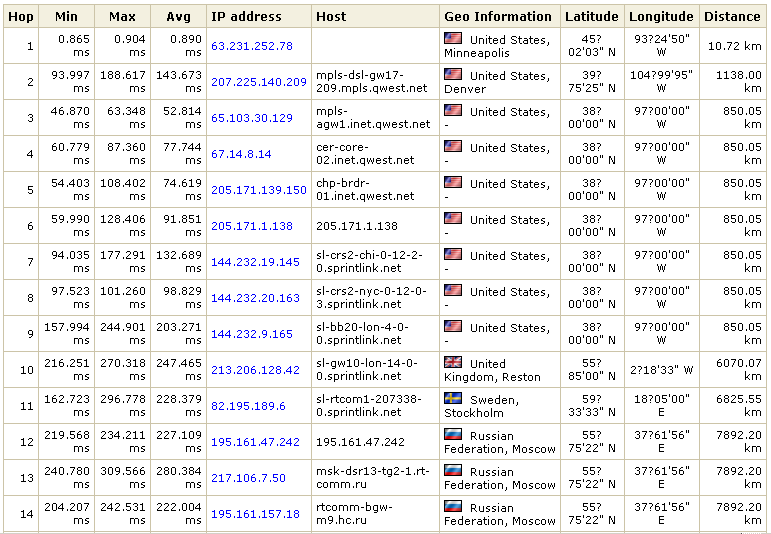 Hop Min Max Avg IP address Host Geo Information Latitude Longitude Distance
1 0.865 ms 0.904 ms 0.890 ms 63.231.252.78 United States, Minneapolis 45?02'03" N 93?24'50" W 10.72 km
2 93.997 ms 188.617 ms 143.673 ms 207.225.140.209 mpls-dsl-gw17-209.mpls.qwest.net United States, Denver 39?75'25" N 104?99'95" W 1138.00 km
3 46.870 ms 63.348 ms 52.814 ms 65.103.30.129 mpls-agw1.inet.qwest.net United States, - 38?00'00" N 97?00'00" W 850.05 km
4 60.779 ms 87.360 ms 77.744 ms 67.14.8.14 cer-core-02.inet.qwest.net United States, - 38?00'00" N 97?00'00" W 850.05 km
5 54.403 ms 108.402 ms 74.619 ms 205.171.139.150 chp-brdr-01.inet.qwest.net United States, - 38?00'00" N 97?00'00" W 850.05 km
6 59.990 ms 128.406 ms 91.851 ms 205.171.1.138 205.171.1.138 United States, - 38?00'00" N 97?00'00" W 850.05 km
7 94.035 ms 177.291 ms 132.689 ms 144.232.19.145 sl-crs2-chi-0-12-2-0.sprintlink.net United States, - 38?00'00" N 97?00'00" W 850.05 km
8 97.523 ms 101.260 ms 98.829 ms 144.232.20.163 sl-crs2-nyc-0-12-0-3.sprintlink.net United States, - 38?00'00" N 97?00'00" W 850.05 km
9 157.994 ms 244.901 ms 203.271 ms 144.232.9.165 sl-bb20-lon-4-0-0.sprintlink.net United States, - 38?00'00" N 97?00'00" W 850.05 km
10 216.251 ms 270.318 ms 247.465 ms 213.206.128.42 sl-gw10-lon-14-0-0.sprintlink.net United Kingdom, Reston 55?85'00" N 2?18'33" W 6070.07 km
11 162.723 ms 296.778 ms 228.379 ms 82.195.189.6 sl-rtcom1-207338-0.sprintlink.net Sweden, Stockholm 59?33'33" N 18?05'00" E 6825.55 km
12 219.568 ms 234.211 ms 227.109 ms 195.161.47.242 195.161.47.242 Russian Federation, Moscow 55?75'22" N 37?61'56" E 7892.20 km
13 240.780 ms 309.566 ms 280.384 ms 217.106.7.50 msk-dsr13-tg2-1.rt-comm.ru Russian Federation, Moscow 55?75'22" N 37?61'56" E 7892.20 km
14 204.207 ms 242.531 ms 222.004 ms 195.161.157.18 rtcomm-bgw-m9.hc.ru Russian Federation, Moscow 55?75'22" N 37?61'56" E 7892.20 km